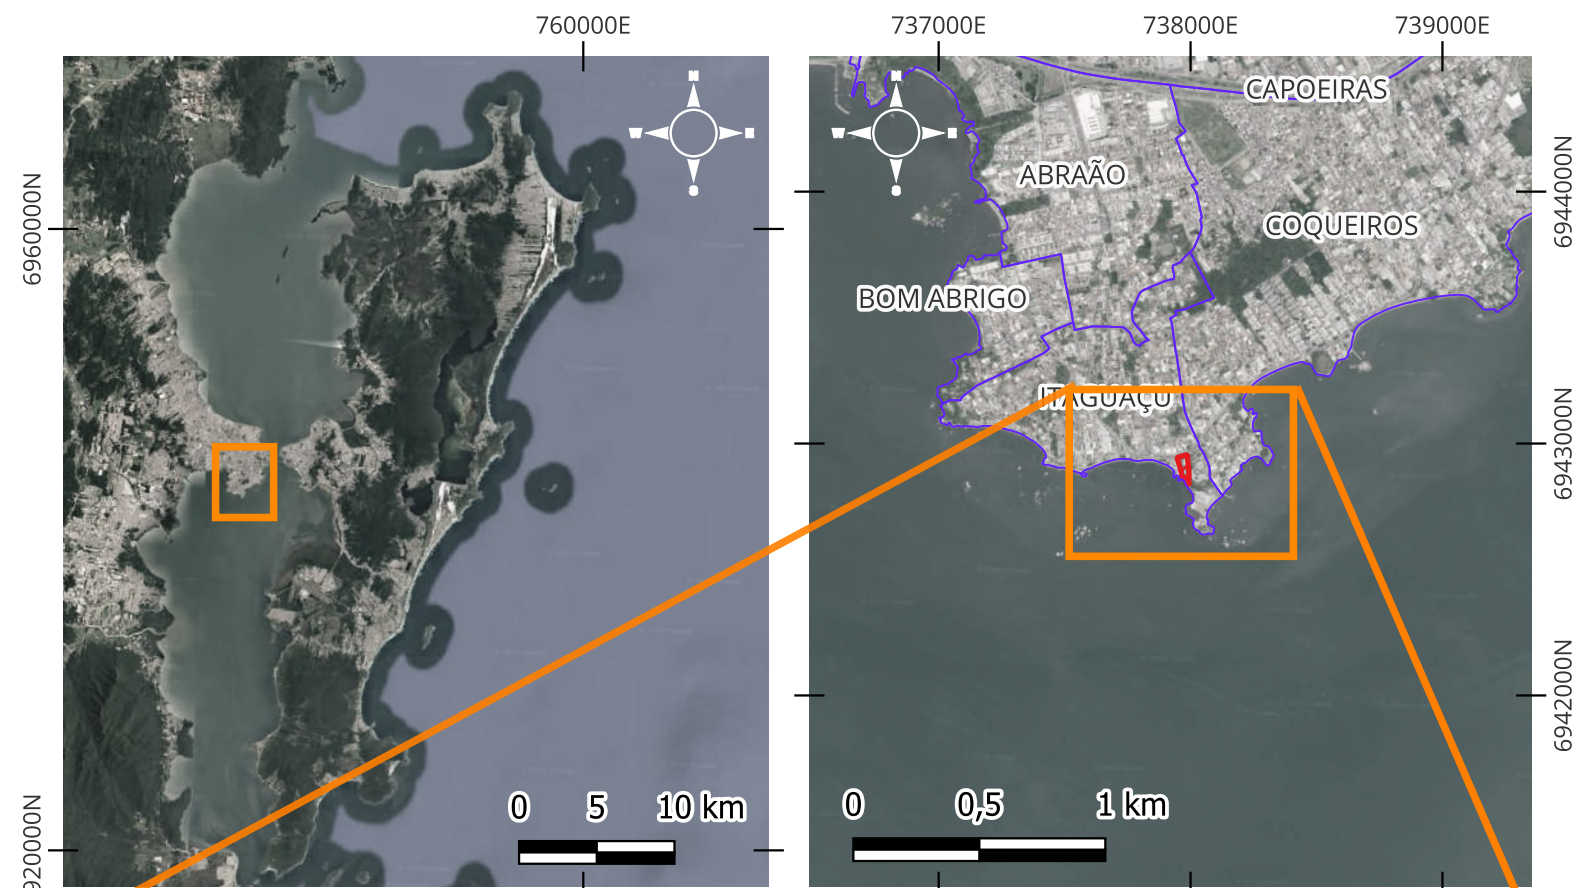 760000E
737000E
738000E
739000E
N
W
S
N
W
S
CAPOEIRAS
ABRAÃO
COQUEIROS
BOM ABRIGO
ITAGUAÇU
6960000N
6944000N
6943000N
6942000N
0 5 10 km
0 0,5 1 km